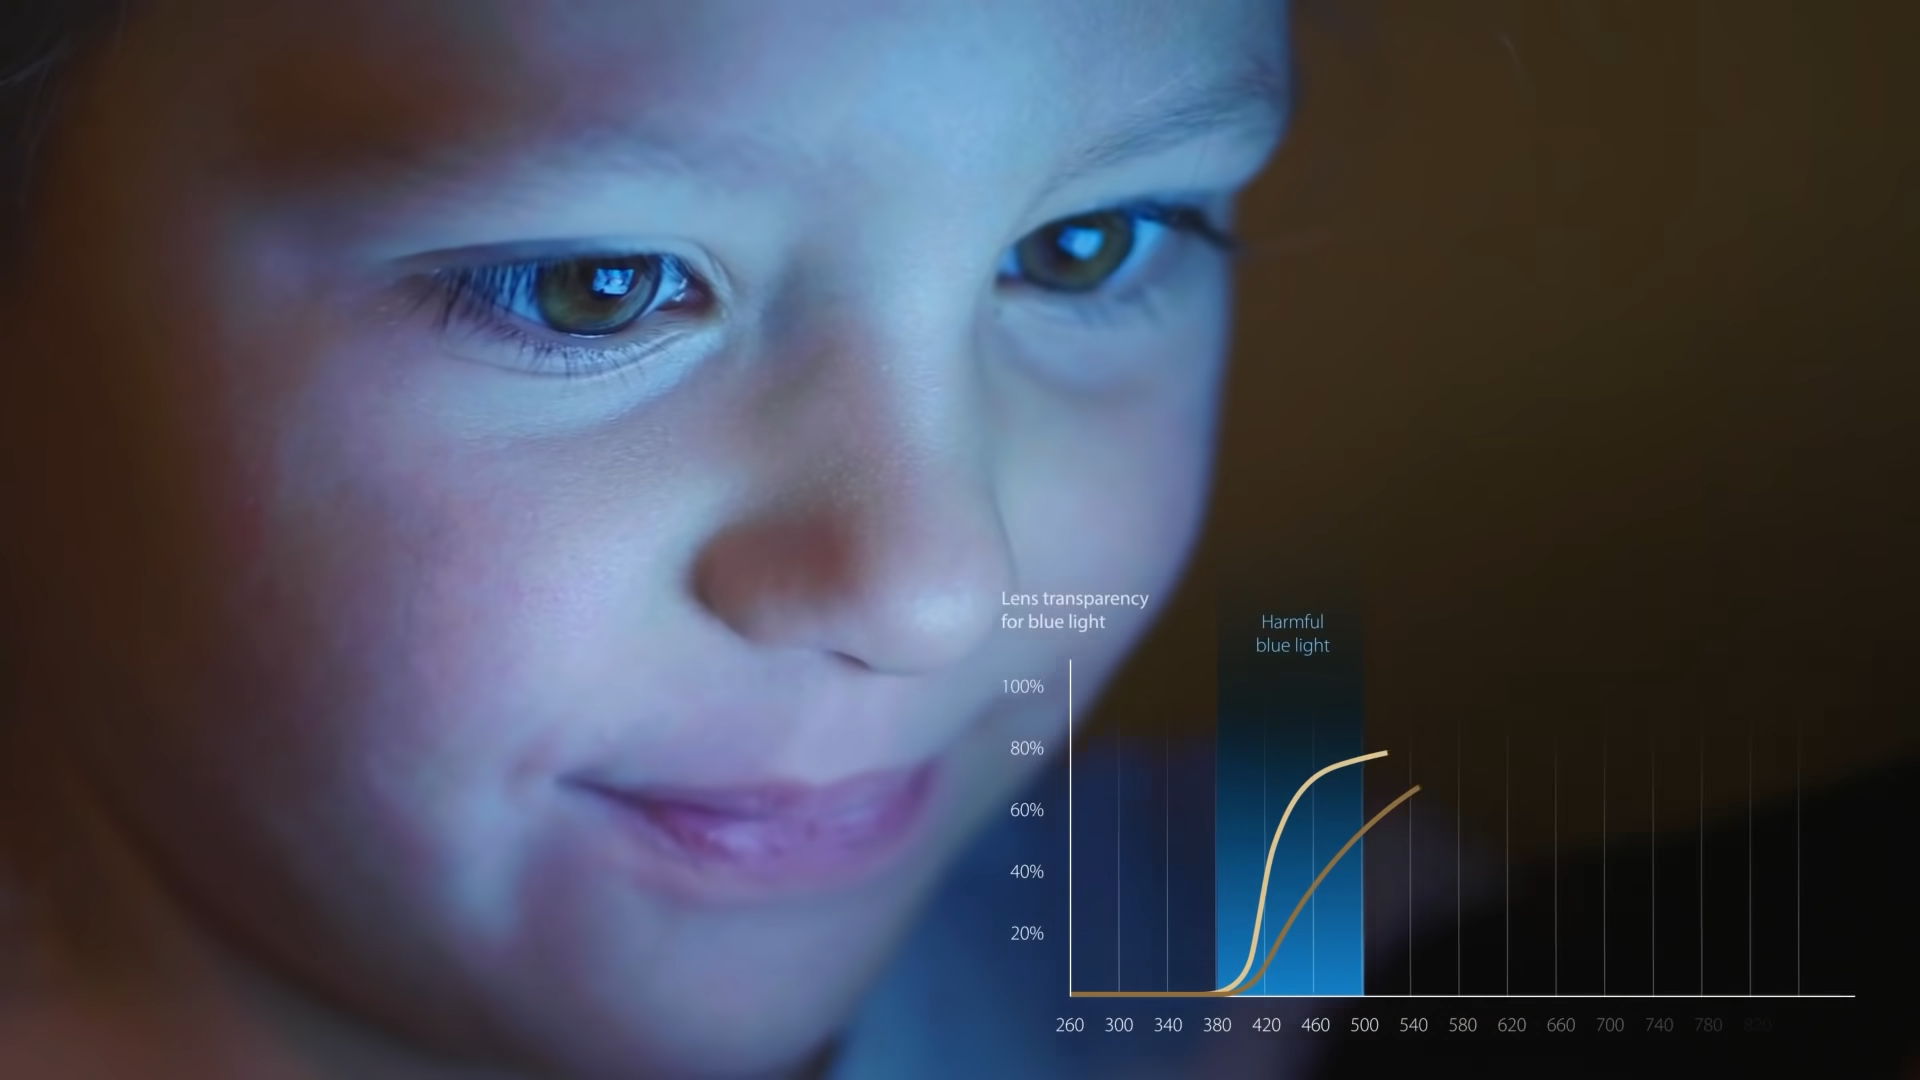 Lens transparency
for blue light
Harmful
blue light
100%
80%
60%
40%
20%
260 300 340 380 420 460 500 540 580 620 660 700 740 780 820